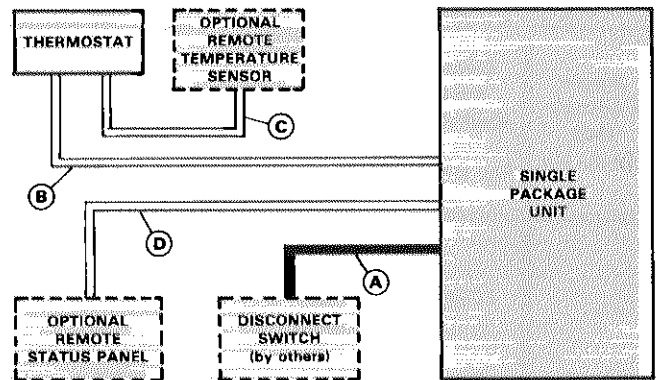 THERMOSTAT
OPTIONAL
REMOTE
TEMPERATURE
SENSOR
C
B
SINGLE
PACKAGE
UNIT
D
A
OPTIONAL
REMOTE
STATUS PANEL
DISCONNECT
SWITCH
(by others)